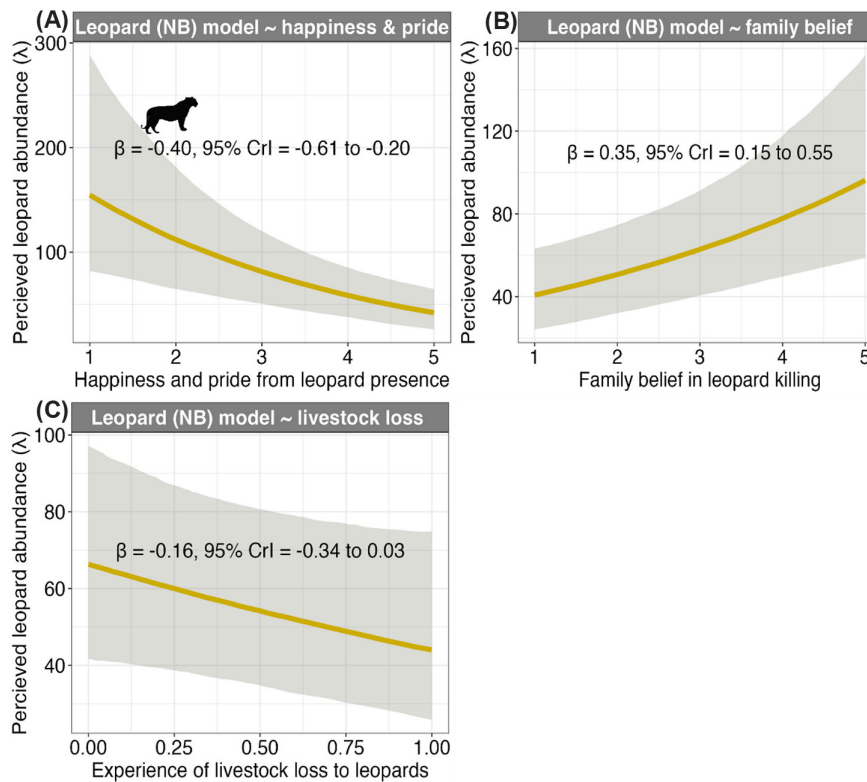 (A) Leopard (NB) model ~ happiness & pride
Percieved leopard abundance (λ)
300
200
100
β = -0.40, 95% CrI = -0.61 to -0.20
1 2 3 4 5
Happiness and pride from leopard presence
(B) Leopard (NB) model ~ family belief
Percieved leopard abundance (λ)
160
120
80
40
β = 0.35, 95% CrI = 0.15 to 0.55
1 2 3 4 5
Family belief in leopard killing
(C) Leopard (NB) model ~ livestock loss
Percieved leopard abundance (λ)
100
80
60
40
β = -0.16, 95% CrI = -0.34 to 0.03
0.00 0.25 0.50 0.75 1.00
Experience of livestock loss to leopards